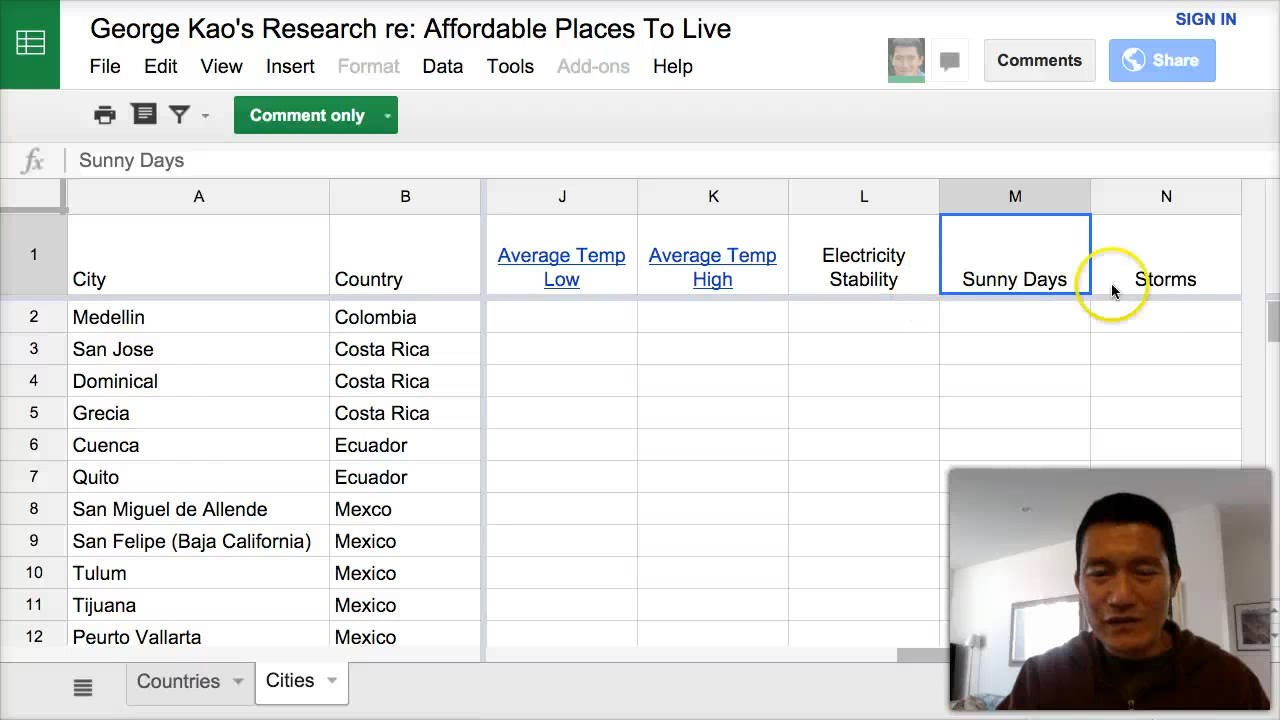 George Kao's Research re: Affordable Places To Live
SIGN IN
File Edit View Insert Format Data Tools Add-ons Help
Comments
Share
Comment only
fx Sunny Days
A B J K L M N
1 City Country Average Temp Low Average Temp High Electricity Stability Sunny Days Storms
2 Medellin Colombia
3 San Jose Costa Rica
4 Dominical Costa Rica
5 Grecia Costa Rica
6 Cuenca Ecuador
7 Quito Ecuador
8 San Miguel de Allende Mexco
9 San Felipe (Baja California) Mexico
10 Tulum Mexico
11 Tijuana Mexico
12 Peurto Vallarta Mexico
Countries Cities